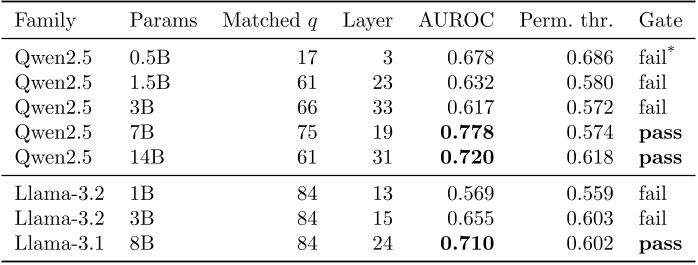 Family Params Matched q Layer AUROC Perm. thr. Gate
Qwen2.5 0.5B 17 3 0.678 0.686 fail*
Qwen2.5 1.5B 61 23 0.632 0.580 fail
Qwen2.5 3B 66 33 0.617 0.572 fail
Qwen2.5 7B 75 19 0.778 0.574 pass
Qwen2.5 14B 61 31 0.720 0.618 pass
Llama-3.2 1B 84 13 0.569 0.559 fail
Llama-3.2 3B 84 15 0.655 0.603 fail
Llama-3.1 8B 84 24 0.710 0.602 pass